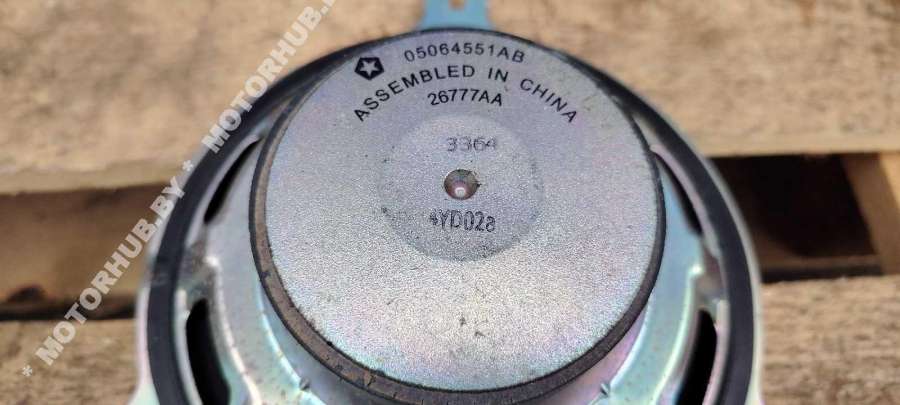 05064551AB
ASSEMBLED IN CHINA
26777AA
3364
4YD02a
* MOTORHUB.BY * MOTORHUB.BY